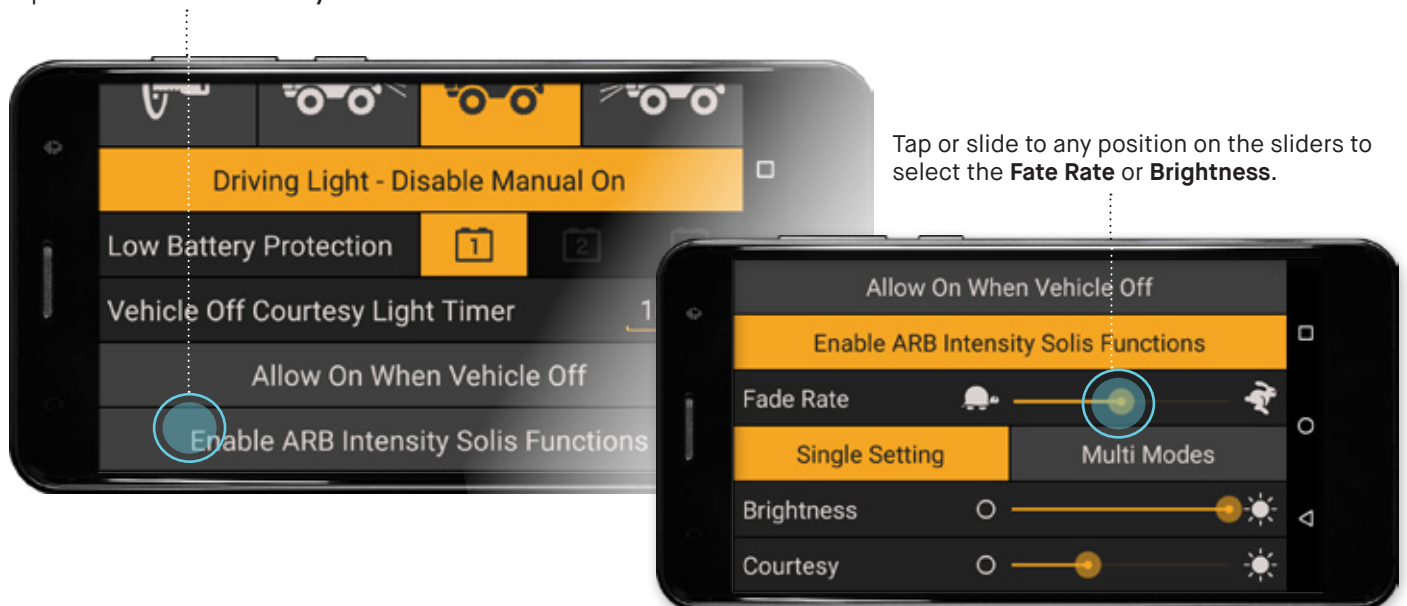 Driving Light - Disable Manual On
Low Battery Protection 1 2
Vehicle Off Courtesy Light Timer 1
Allow On When Vehicle Off
Enable ARB Intensity Solis Functions
Tap or slide to any position on the sliders to
select the Fate Rate or Brightness.
Allow On When Vehicle Off
Enable ARB Intensity Solis Functions
Fade Rate
Single Setting Multi Modes
Brightness
Courtesy